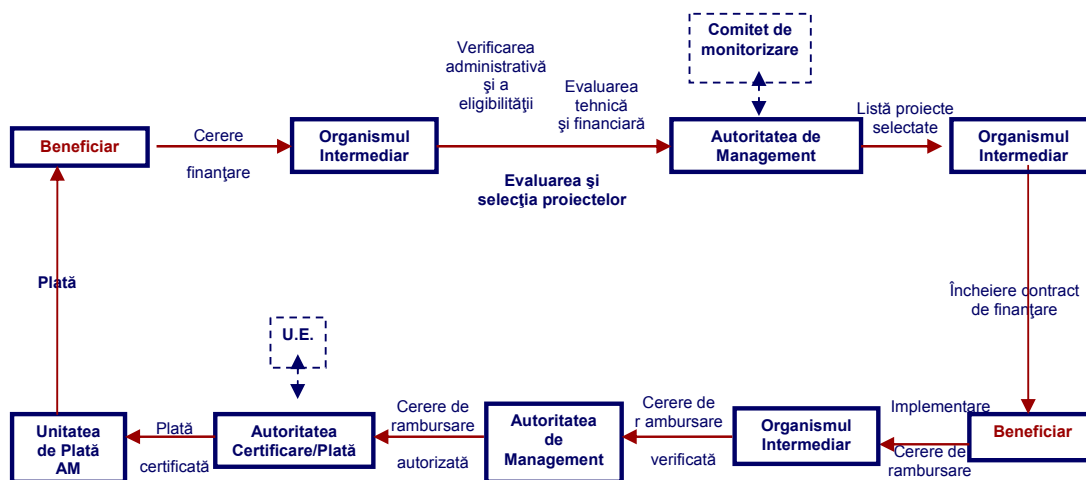 Comitet de
monitorizare
Verificarea
administrativă
şi a
eligibilităţii
Evaluarea
tehnică
şi financiară
Listă proiecte
selectate
Beneficiar
Cerere
finanţare
Organismul
Intermediar
Autoritatea de
Management
Organismul
Intermediar
Evaluarea şi
selecţia proiectelor
Plată
Încheiere contract
de finanţare
U.E.
Unitatea
de Plată
AM
Plată
certificată
Autoritatea
Certificare/Plată
Cerere de
rambursare
autorizată
Autoritatea
de
Management
Cerere de
r ambursare
verificată
Organismul
Intermediar
Implementare
Cerere de
rambursare
Beneficiar